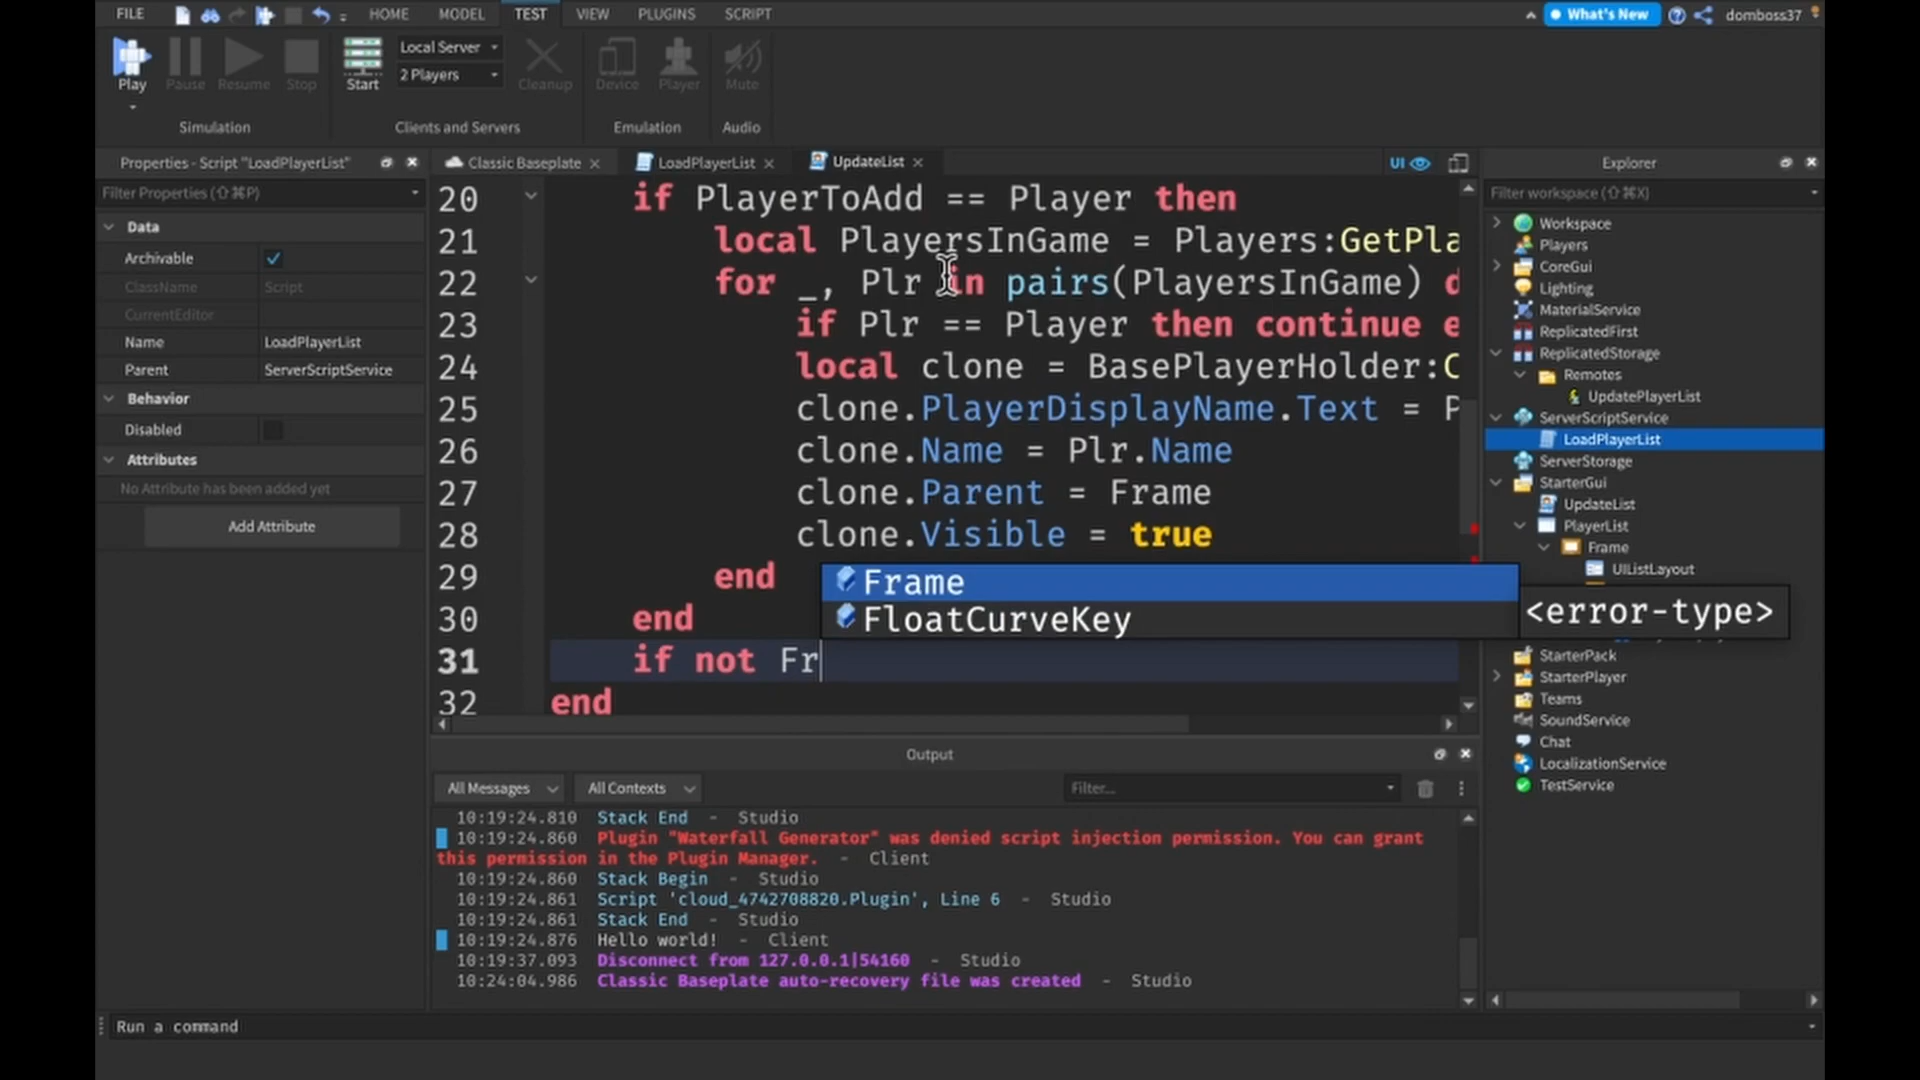 FILE HOME MODEL TEST VIEW PLUGINS SCRIPT What's New domboss37
Play Pause Resume Stop Start Local Server 2 Players Cleanup Device Player Mute
Simulation Clients and Servers Emulation Audio
Properties - Script "LoadPlayerList"
Filter Properties (⇧⌘P)
Data
Archivable
ClassName Script
CurrentEditor
Name LoadPlayerList
Parent ServerScriptService
Behavior
Disabled
Attributes
No Attribute has been added yet
Add Attribute
Classic Baseplate LoadPlayerList UpdateList UI
20 if PlayerToAdd == Player then
21 local PlayersInGame = Players:GetPla
22 for _, Plr in pairs(PlayersInGame) d
23 if Plr == Player then continue e
24 local clone = BasePlayerHolder:C
25 clone.PlayerDisplayName.Text = P
26 clone.Name = Plr.Name
27 clone.Parent = Frame
28 clone.Visible = true
29 end
30 end
31 if not Fr
32 end
Frame
FloatCurveKey
<error-type>
Output
All Messages All Contexts Filter...
10:19:24.810 Stack End - Studio
10:19:24.860 Plugin "Waterfall Generator" was denied script injection permission. You can grant
this permission in the Plugin Manager. - Client
10:19:24.860 Stack Begin - Studio
10:19:24.861 Script 'cloud_4742708820.Plugin', Line 6 - Studio
10:19:24.861 Stack End - Studio
10:19:24.876 Hello world! - Client
10:19:37.093 Disconnect from 127.0.0.1|54160 - Studio
10:24:04.986 Classic Baseplate auto-recovery file was created - Studio
Explorer
Filter workspace (⇧⌘X)
Workspace
Players
CoreGui
Lighting
MaterialService
ReplicatedFirst
ReplicatedStorage
Remotes
UpdatePlayerList
ServerScriptService
LoadPlayerList
ServerStorage
StarterGui
UpdateList
PlayerList
Frame
UIListLayout
StarterPack
StarterPlayer
Teams
SoundService
Chat
LocalizationService
TestService
Run a command